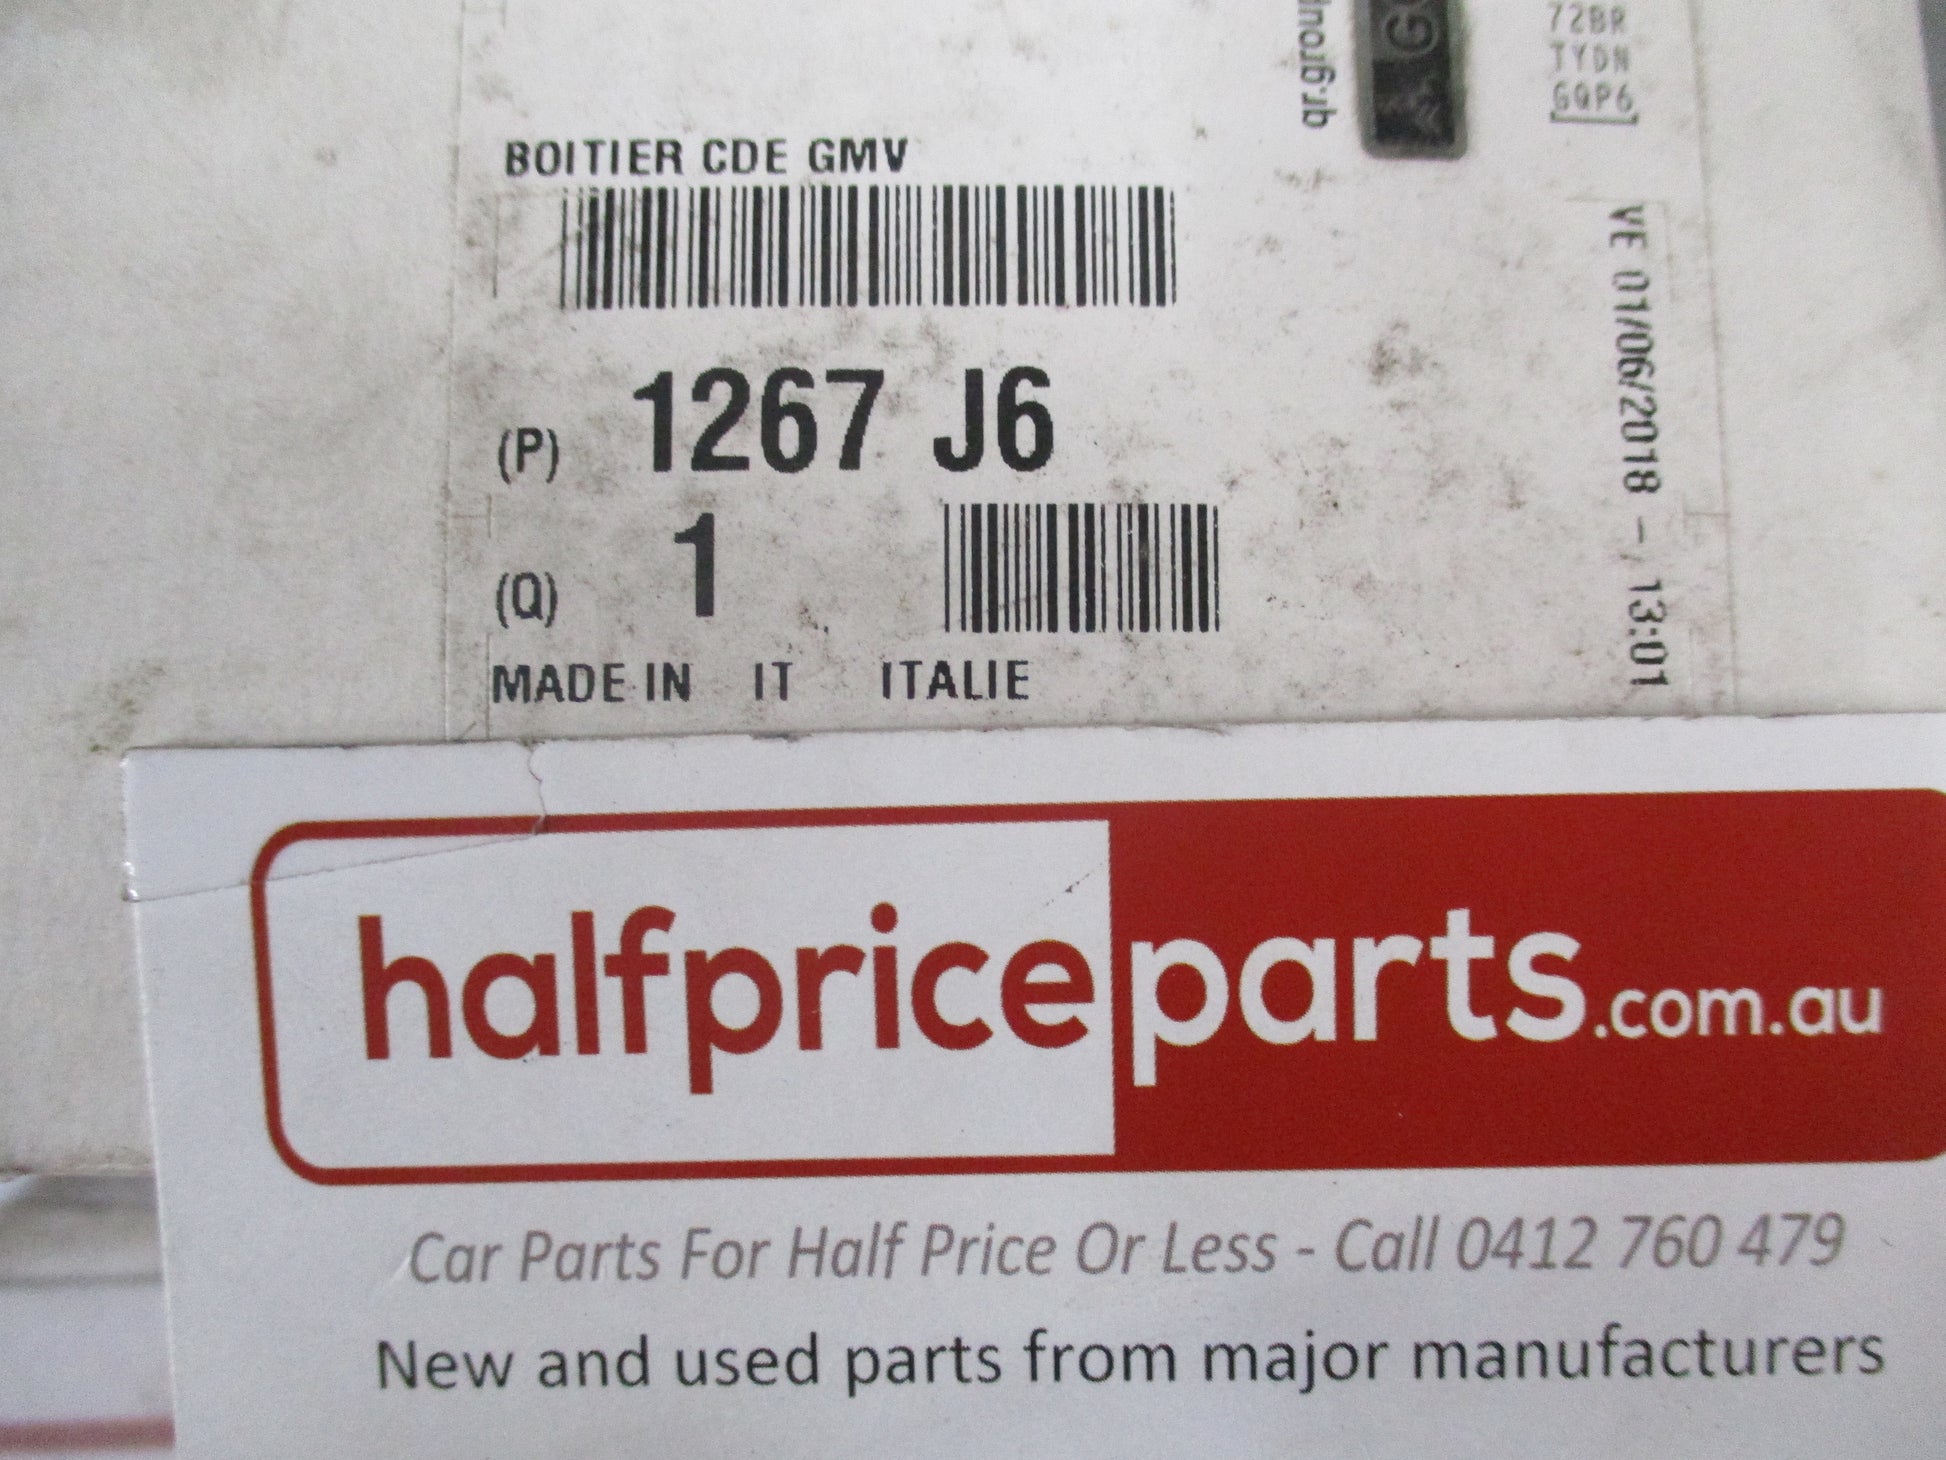 72BR
TYDN
GQP6
BOITIER CDE GMV
(P) 1267 J6
(Q) 1
MADE IN IT ITALIE
VE 01/06/2018 - 13:01
halfpriceparts.com.au
Car Parts For Half Price Or Less - Call 0412 760 479
New and used parts from major manufacturers